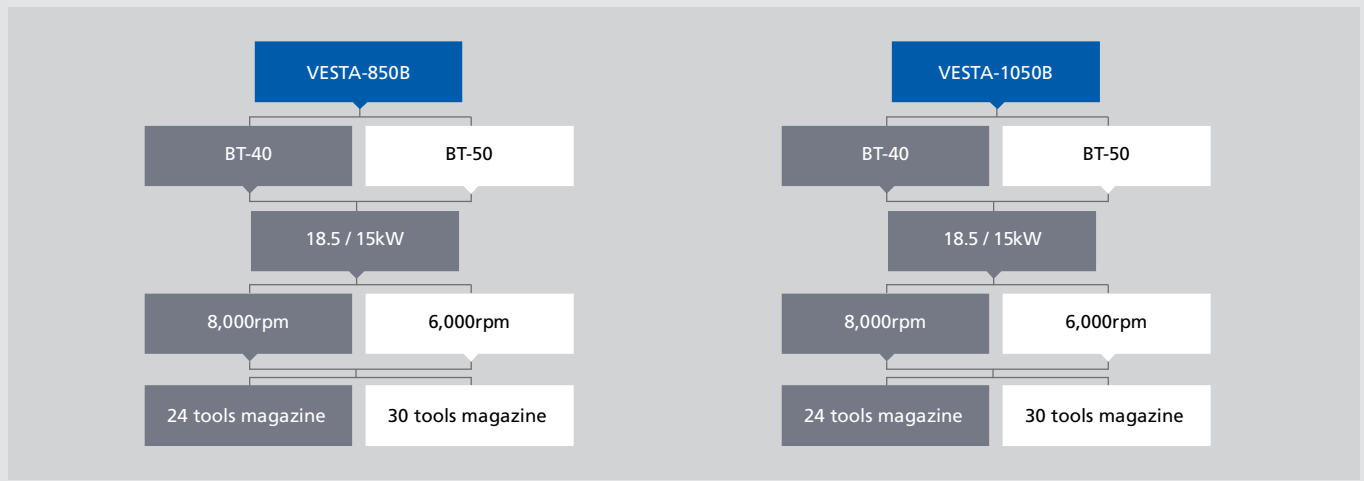 VESTA-850B
BT-40
BT-50
18.5 / 15kW
8,000rpm
6,000rpm
24 tools magazine
30 tools magazine
VESTA-1050B
BT-40
BT-50
18.5 / 15kW
8,000rpm
6,000rpm
24 tools magazine
30 tools magazine